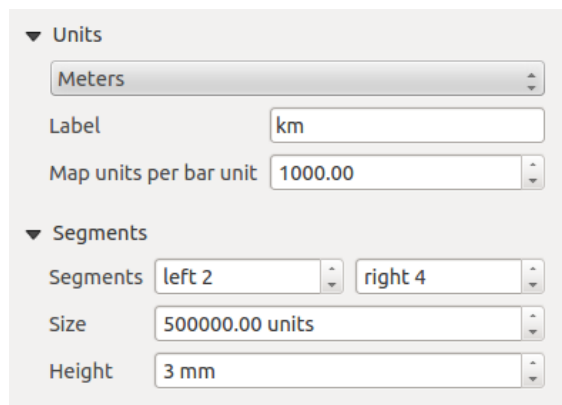 Units
Meters
Label km
Map units per bar unit 1000.00
Segments
Segments left 2 right 4
Size 500000.00 units
Height 3 mm